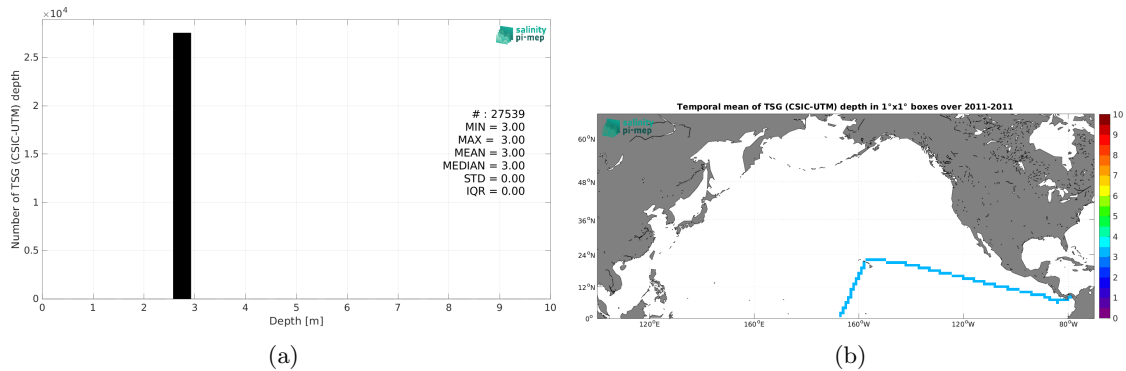 ×10⁴
salinity
pi-mep
Number of TSG (CSIC-UTM) depth
2.5
2
1.5
1
0.5
0
# : 27539
MIN = 3.00
MAX = 3.00
MEAN = 3.00
MEDIAN = 3.00
STD = 0.00
IQR = 0.00
0 1 2 3 4 5 6 7 8 9 10
Depth [m]
(a)
Temporal mean of TSG (CSIC-UTM) depth in 1°x1° boxes over 2011-2011
salinity
pi-mep
60°N
48°N
36°N
24°N
12°N
0°
120°E 160°E 160°W 120°W 80°W
10
9
8
7
6
5
4
3
2
1
0
(b)